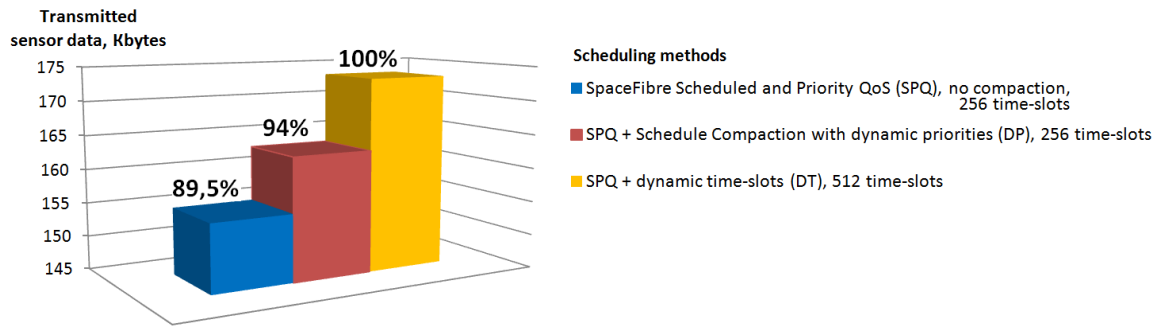 Transmitted
sensor data, Kbytes
175
170
165
160
155
150
145
89,5%
94%
100%
Scheduling methods
SpaceFibre Scheduled and Priority QoS (SPQ), no compaction,
256 time-slots
SPQ + Schedule Compaction with dynamic priorities (DP), 256 time-slots
SPQ + dynamic time-slots (DT), 512 time-slots